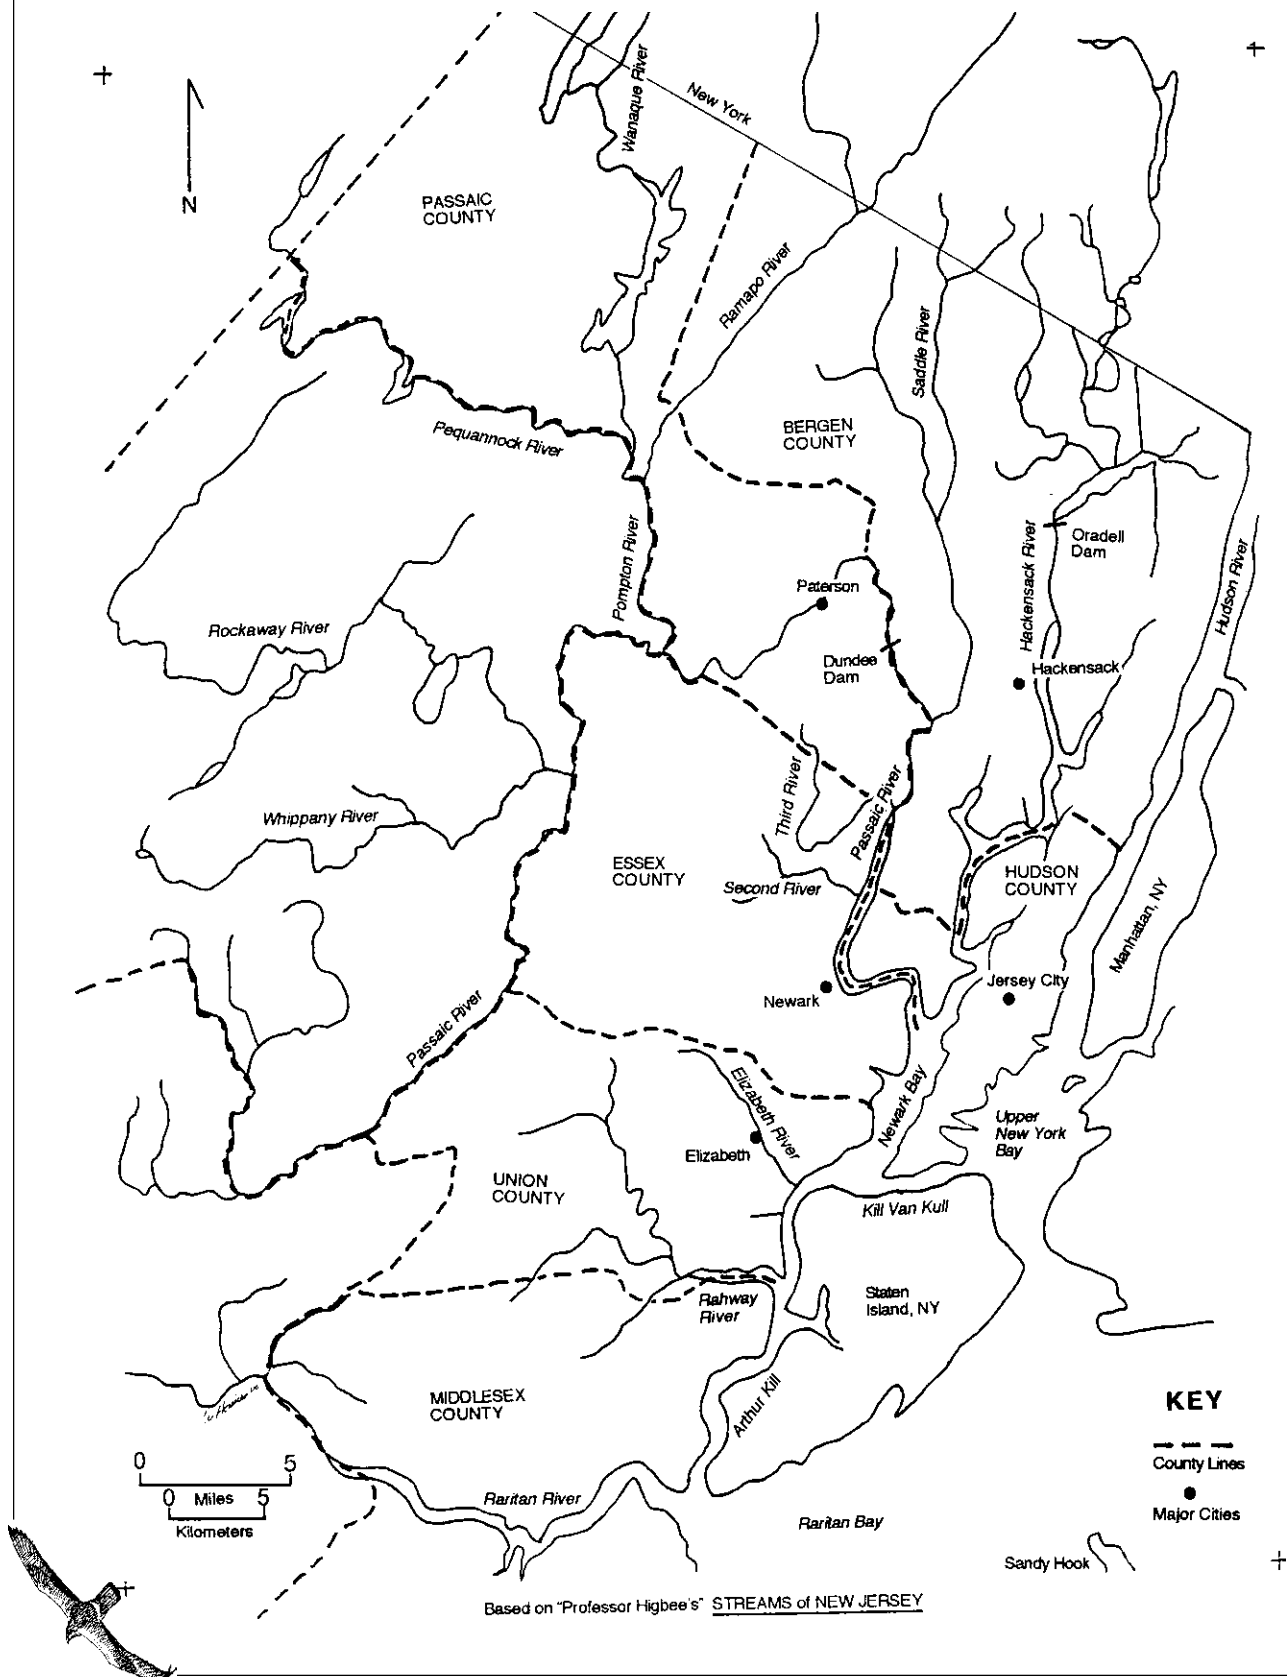 New York
Wanaque River
N
PASSAIC
COUNTY
Ramapo River
Saddle River
BERGEN
COUNTY
Pequannock River
Hackensack River
Oradell
Dam
Hudson River
Pompton River
Paterson
Rockaway River
Dundee
Dam
Hackensack
Third River
Passaic River
Whippany River
ESSEX
COUNTY
Second River
HUDSON
COUNTY
Manhattan, NY
Jersey City
Newark
Passaic River
Elizabeth River
Newark Bay
Upper
New York
Bay
Elizabeth
UNION
COUNTY
Kill Van Kull
Staten
Island, NY
Rahway
River
MIDDLESEX
COUNTY
Arthur Kill
KEY
County Lines
Major Cities
0 5
0 Miles 5
Kilometers
Raritan River
Raritan Bay
Sandy Hook
Based on "Professor Higbee's" STREAMS of NEW JERSEY